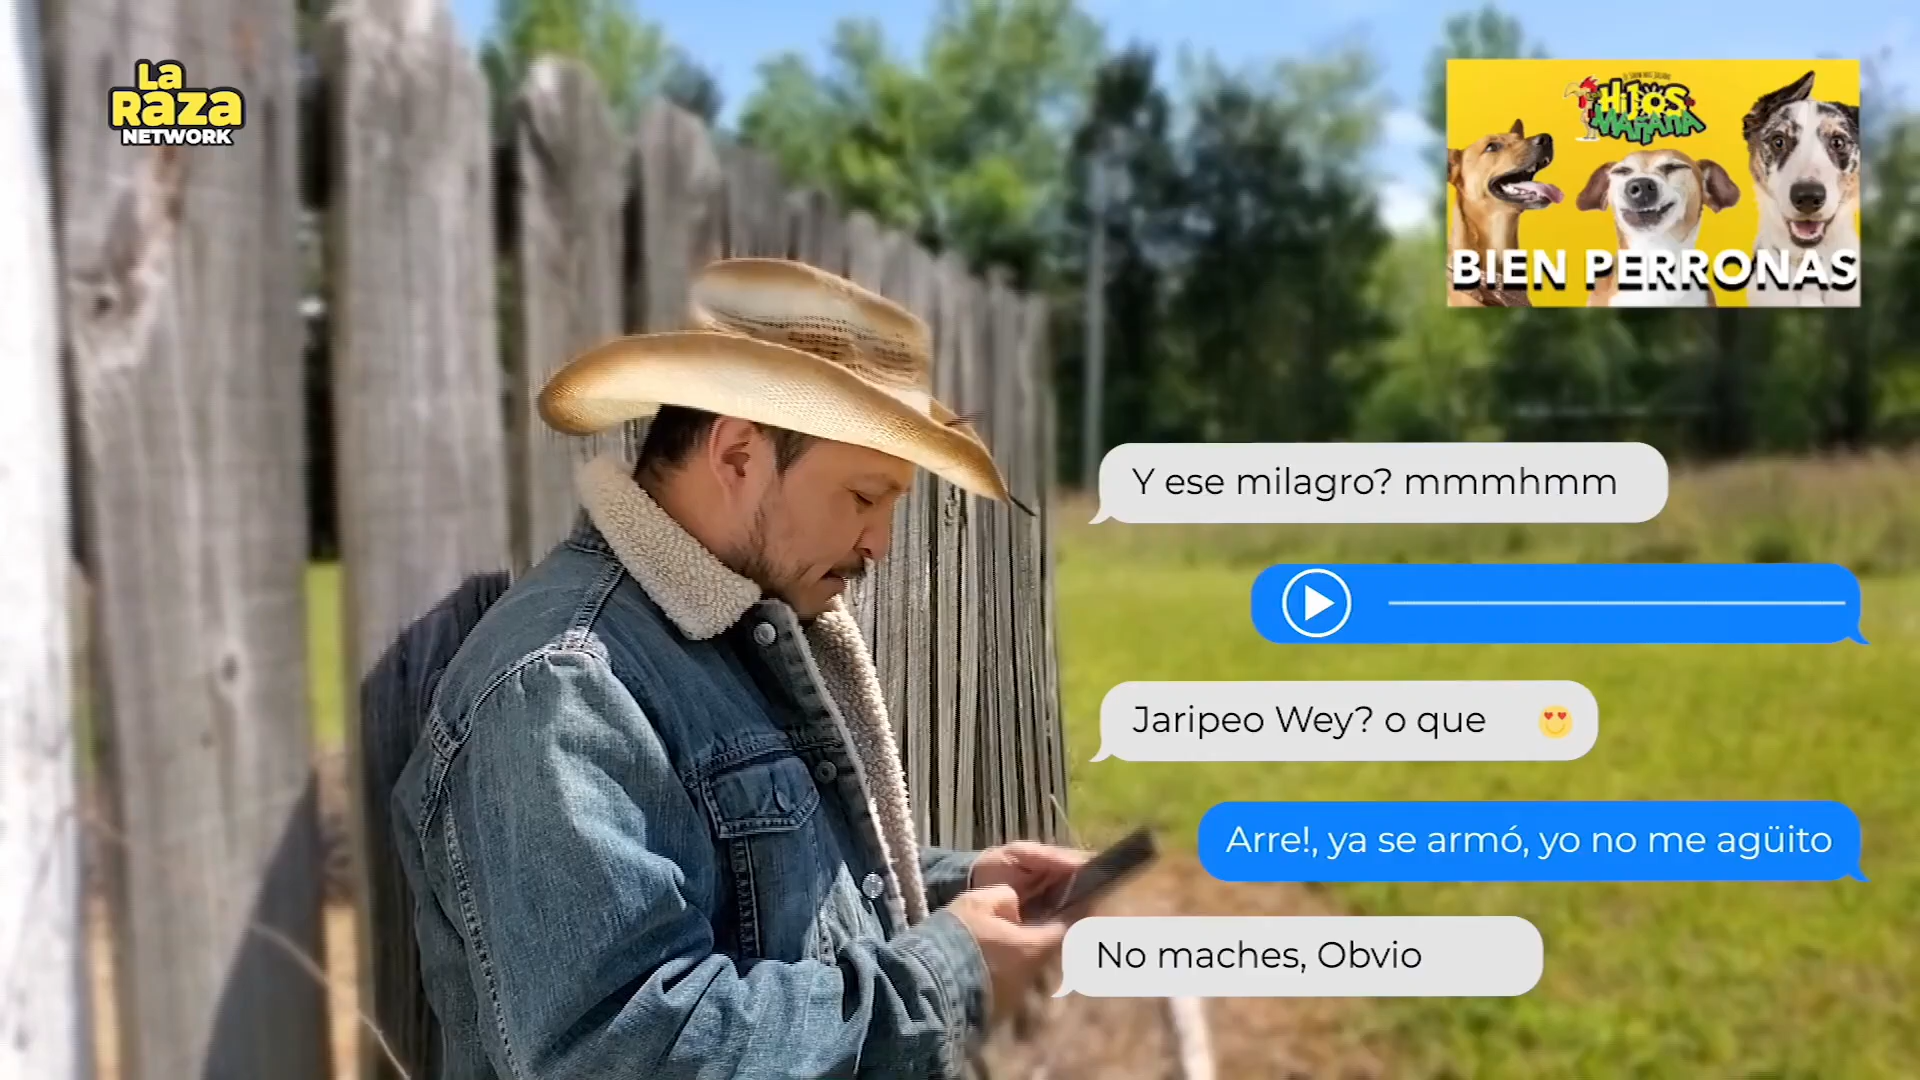 La
RAZA
NETWORK
HIJOS
MAÑANA
BIEN PERRONAS
Y ese milagro? mmmhmm
Jaripeo Wey? o que
Arre!, ya se armó, yo no me agüito
No maches, Obvio